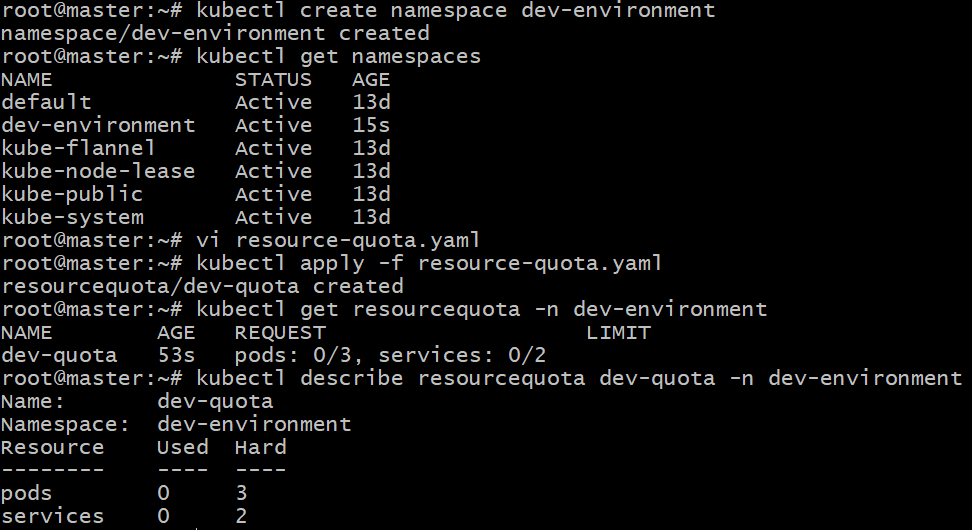 root@master:~# kubectl create namespace dev-environment
namespace/dev-environment created
root@master:~# kubectl get namespaces
NAME              STATUS   AGE
default           Active   13d
dev-environment   Active   15s
kube-flannel      Active   13d
kube-node-lease   Active   13d
kube-public       Active   13d
kube-system       Active   13d
root@master:~# vi resource-quota.yaml
root@master:~# kubectl apply -f resource-quota.yaml
resourcequota/dev-quota created
root@master:~# kubectl get resourcequota -n dev-environment
NAME        AGE   REQUEST                    LIMIT
dev-quota   53s   pods: 0/3, services: 0/2
root@master:~# kubectl describe resourcequota dev-quota -n dev-environment
Name:       dev-quota
Namespace:  dev-environment
Resource    Used  Hard
--------    ----  ----
pods        0     3
services    0     2